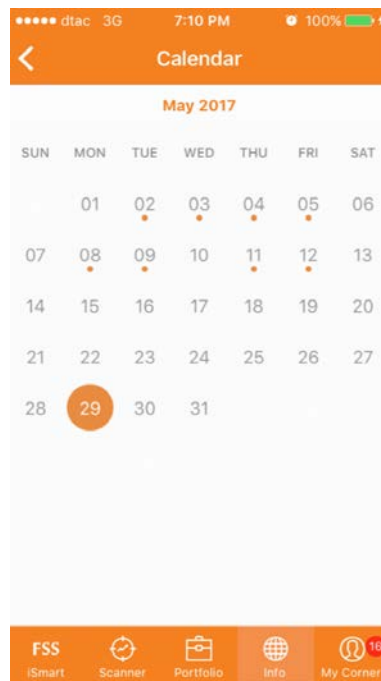 dtac 3G 7:10 PM 100%
Calendar
May 2017
SUN MON TUE WED THU FRI SAT
01 02 03 04 05 06
07 08 09 10 11 12 13
14 15 16 17 18 19 20
21 22 23 24 25 26 27
28 29 30 31
FSS 16
iSmart Scanner Portfolio Info My Corner